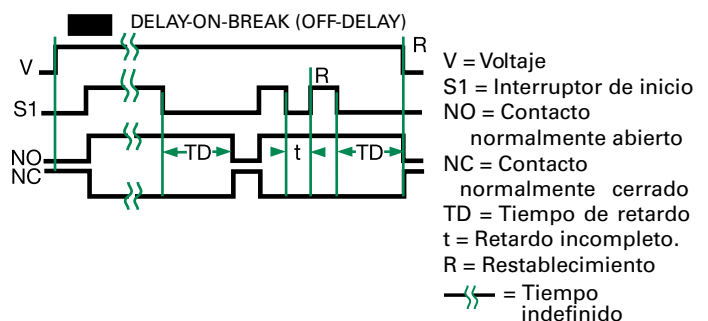 DELAY-ON-BREAK (OFF-DELAY)
R
V
S1
R
NO
NC
TD
t
TD
V = Voltaje
S1 = Interruptor de inicio
NO = Contacto
normalmente abierto
NC = Contacto
normalmente cerrado
TD = Tiempo de retardo
t = Retardo incompleto.
R = Restablecimiento
= Tiempo
indefinido